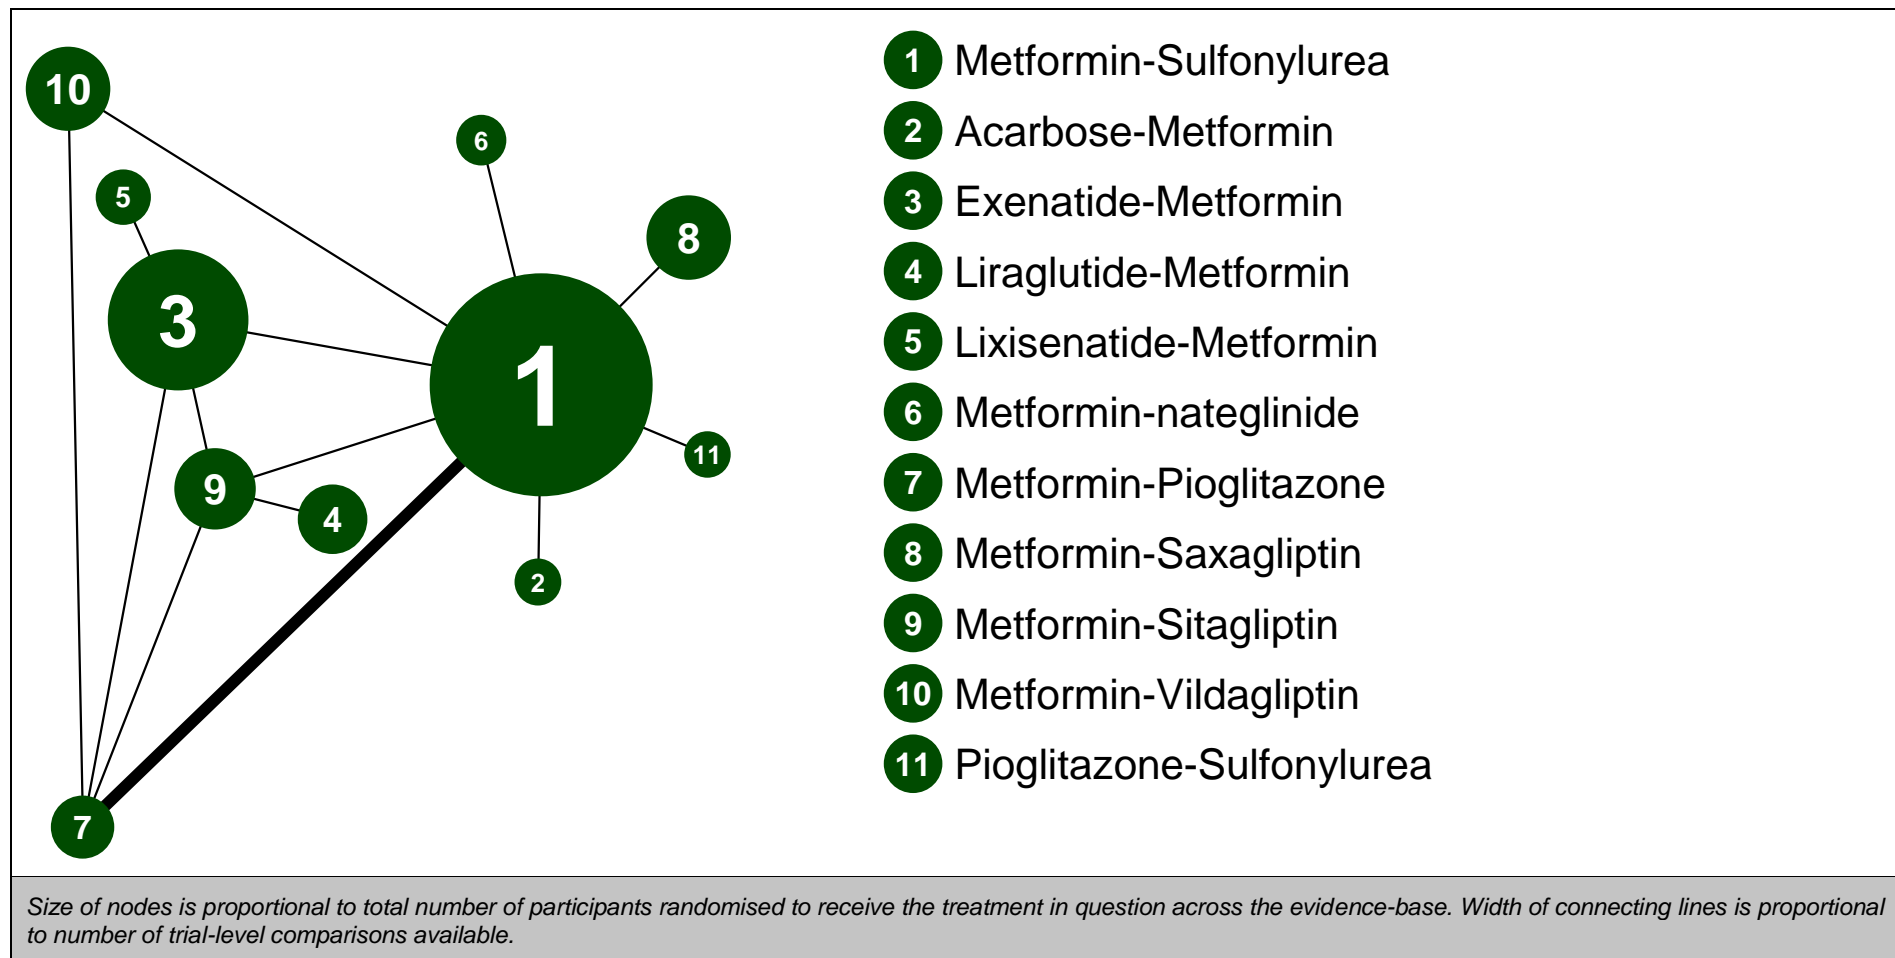 10
6
5
8
3
1
11
9
4
2
7
1 Metformin-Sulfonylurea
2 Acarbose-Metformin
3 Exenatide-Metformin
4 Liraglutide-Metformin
5 Lixisenatide-Metformin
6 Metformin-nateglinide
7 Metformin-Pioglitazone
8 Metformin-Saxagliptin
9 Metformin-Sitagliptin
10 Metformin-Vildagliptin
11 Pioglitazone-Sulfonylurea
Size of nodes is proportional to total number of participants randomised to receive the treatment in question across the evidence-base. Width of connecting lines is proportional
to number of trial-level comparisons available.